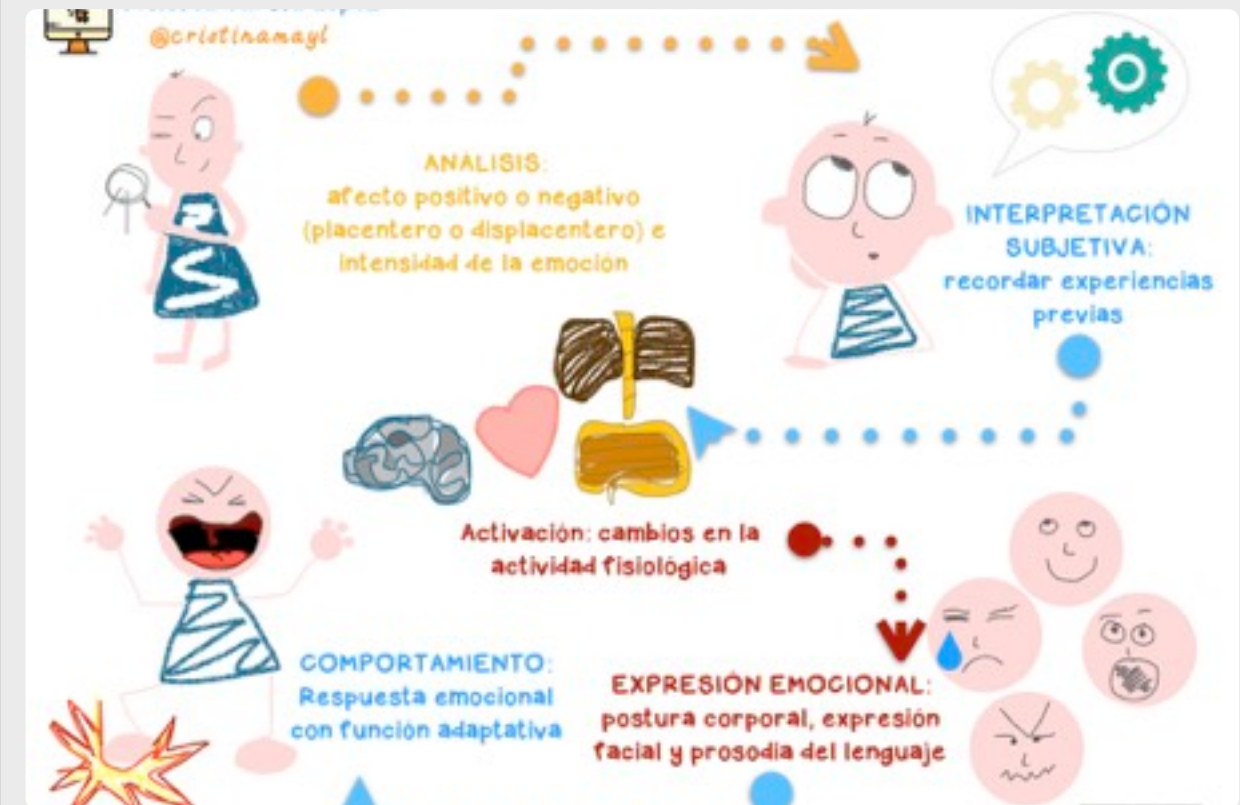 @cristinamayl
ANÁLISIS:
afecto positivo o negativo
(placentero o displacentero) e
intensidad de la emoción
INTERPRETACIÓN
SUBJETIVA:
recordar experiencias
previas
Activación: cambios en la
actividad fisiológica
COMPORTAMIENTO:
Respuesta emocional
con función adaptativa
EXPRESIÓN EMOCIONAL:
postura corporal, expresión
facial y prosodia del lenguaje